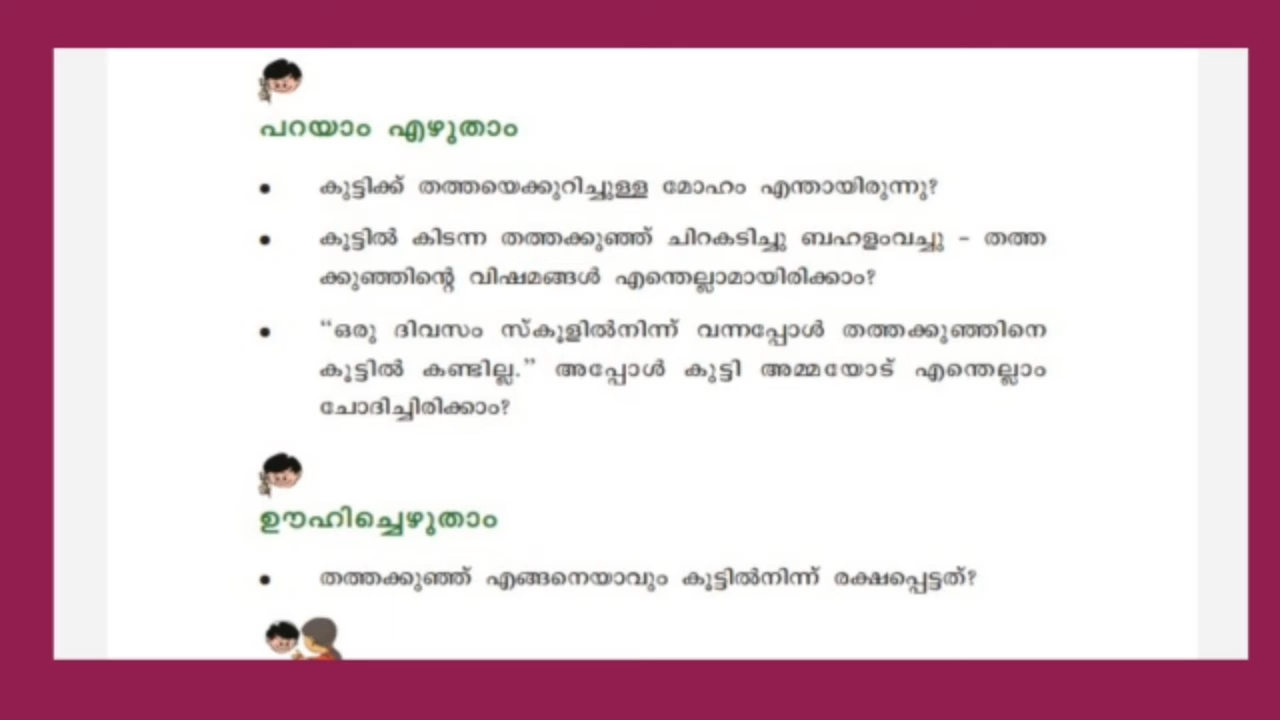 പറയാം എഴുതാം
• കുട്ടിക്ക് തത്തയെക്കുറിച്ചുള്ള മോഹം എന്തായിരുന്നു?
• കൂട്ടിൽ കിടന്ന തത്തക്കുഞ്ഞ് ചിറകടിച്ചു ബഹളംവച്ചു – തത്ത
ക്കുഞ്ഞിന്റെ വിഷമങ്ങൾ എന്തെല്ലാമായിരിക്കാം?
• “ഒരു ദിവസം സ്കൂളിൽനിന്ന് വന്നപ്പോൾ തത്തക്കുഞ്ഞിനെ
കൂട്ടിൽ കണ്ടില്ല.” അപ്പോൾ കുട്ടി അമ്മയോട് എന്തെല്ലാം
ചോദിച്ചിരിക്കാം?
ഊഹിച്ചെഴുതാം
• തത്തക്കുഞ്ഞ് എങ്ങനെയാവും കൂട്ടിൽനിന്ന് രക്ഷപ്പെട്ടത്?